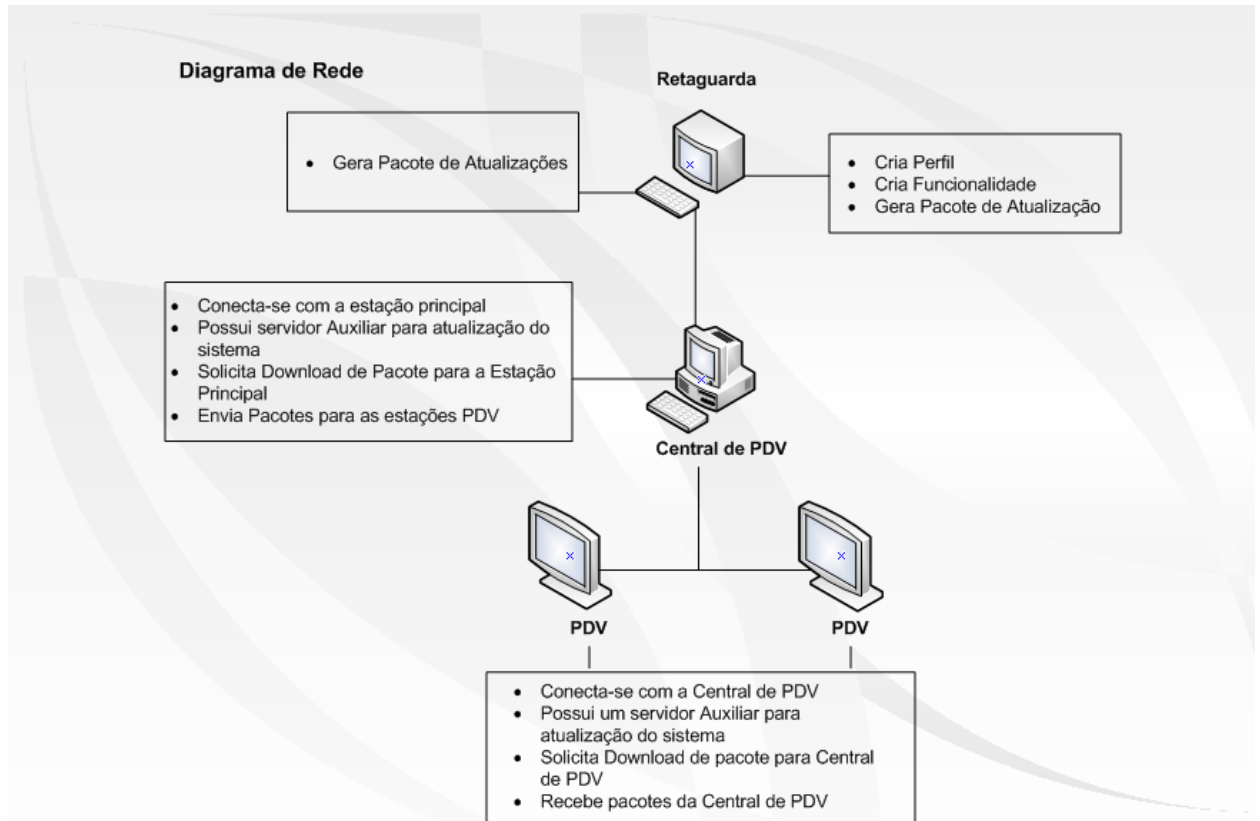 Diagrama de Rede
Retaguarda
• Gera Pacote de Atualizações
• Cria Perfil
• Cria Funcionalidade
• Gera Pacote de Atualização
• Conecta-se com a estação principal
• Possui servidor Auxiliar para atualização do
sistema
• Solicita Download de Pacote para a Estação
Principal
• Envia Pacotes para as estações PDV
Central de PDV
PDV
PDV
• Conecta-se com a Central de PDV
• Possui um servidor Auxiliar para
atualização do sistema
• Solicita Download de pacote para Central
de PDV
• Recebe pacotes da Central de PDV